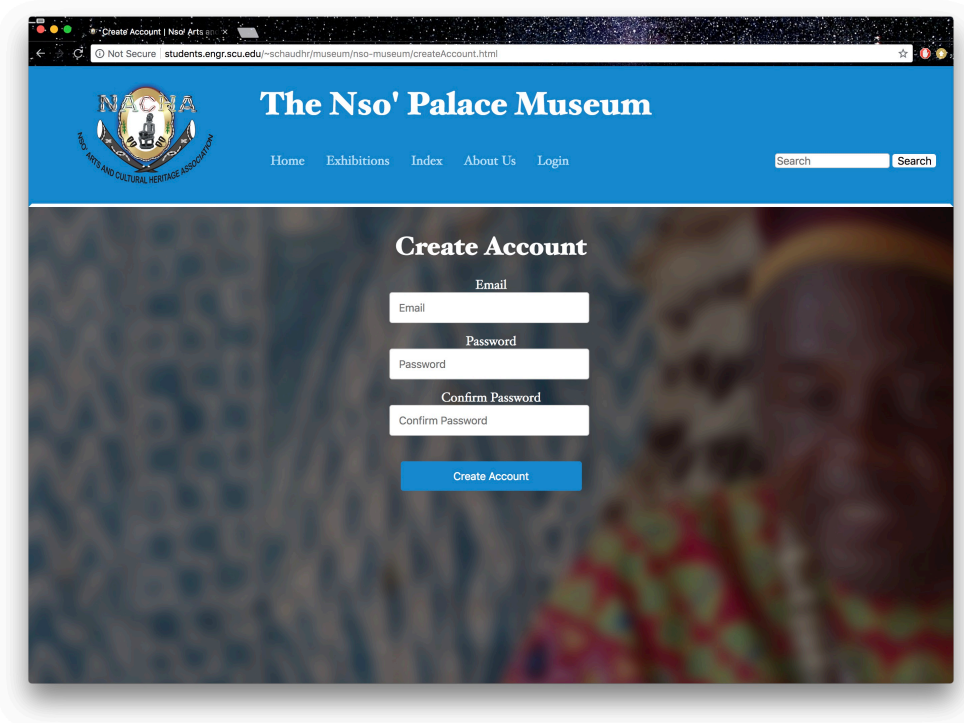 Create Account | Nso' Arts an
Not Secure students.engr.scu.edu/~schaudhr/museum/nso-museum/createAccount.html
NACHA
NSO' ARTS AND CULTURAL HERITAGE ASSOCIATION
The Nso' Palace Museum
Home Exhibitions Index About Us Login
Search Search
Create Account
Email
Email
Password
Password
Confirm Password
Confirm Password
Create Account